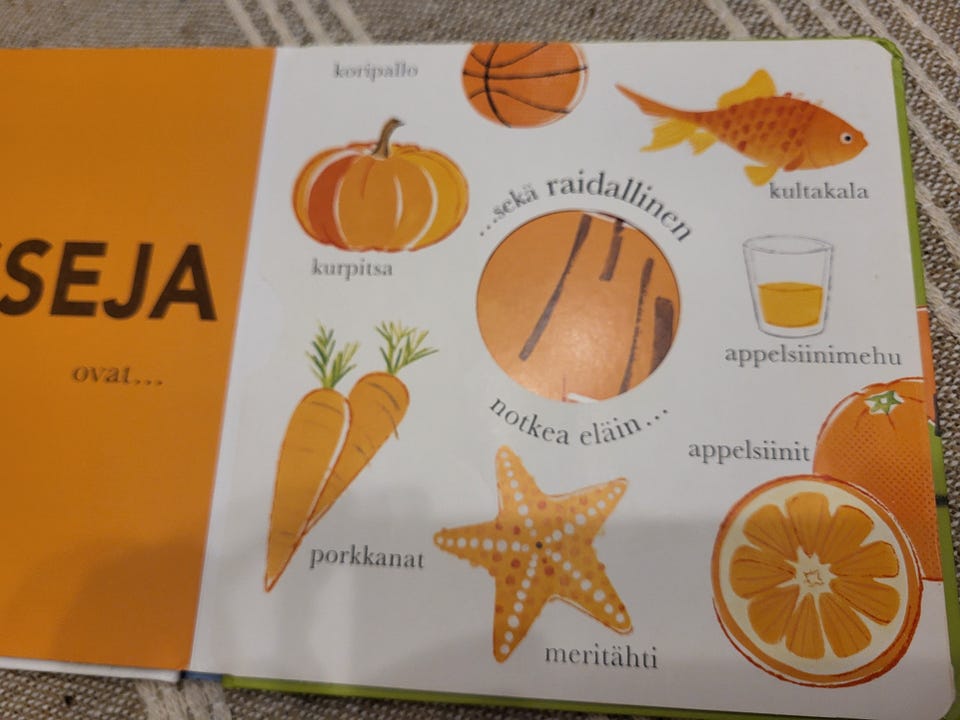 SEJA
ovat...
koripallo
kultakala
kurpitsa
...sekä raidallinen
notkea eläin...
appelsiinimehu
appelsiinit
porkkanat
meritähti